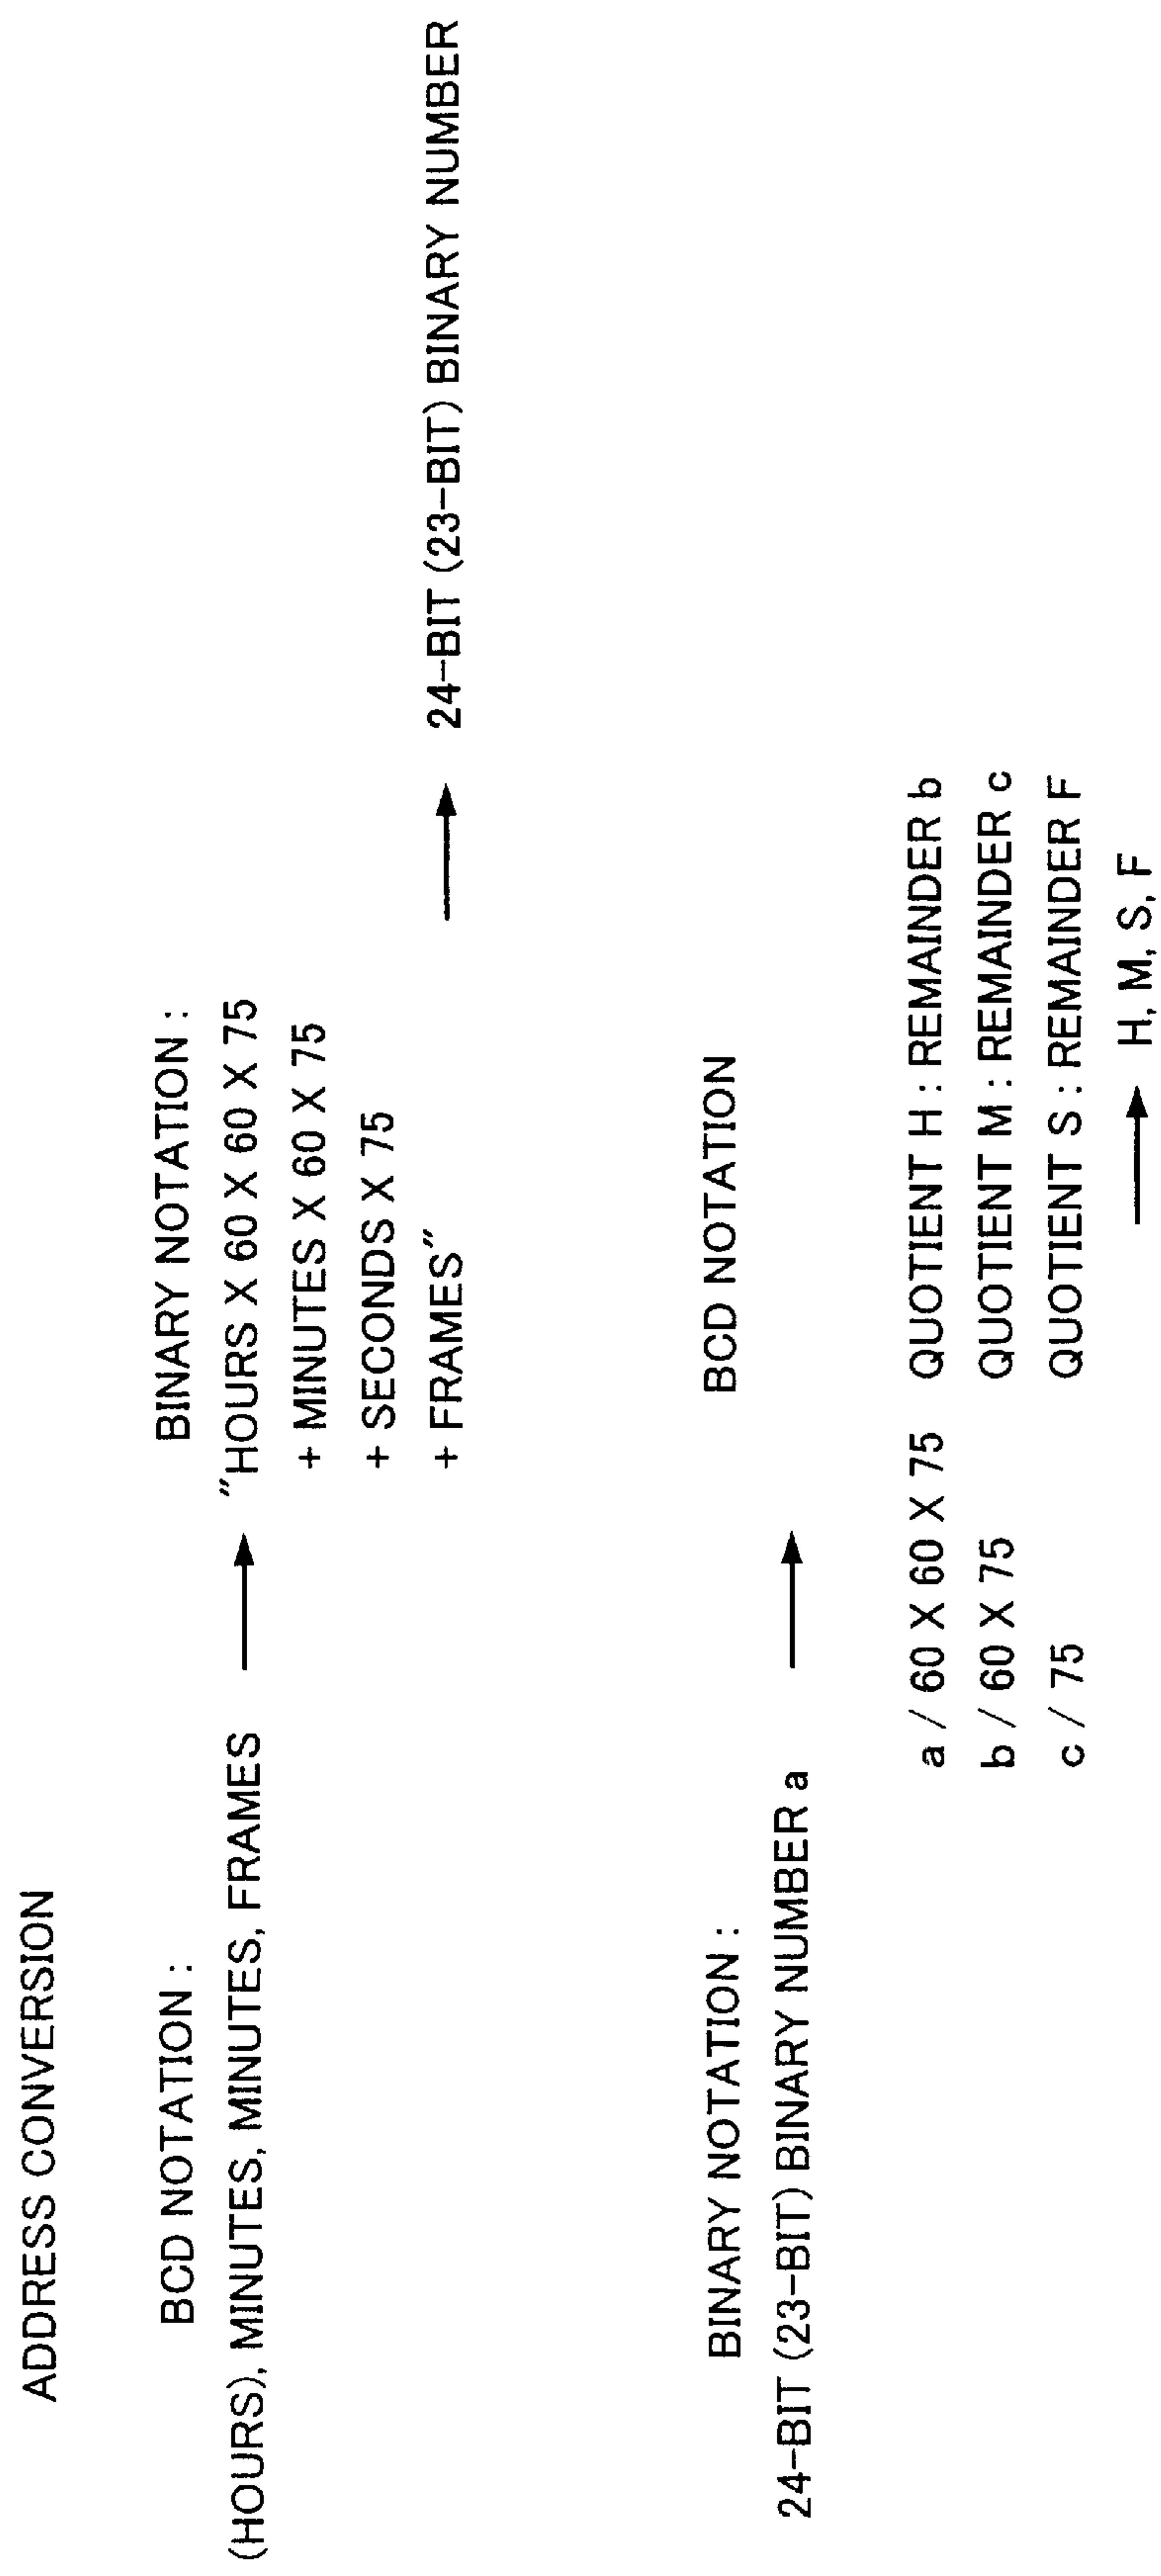 ADDRESS CONVERSION
BCD NOTATION :
(HOURS), MINUTES, MINUTES, FRAMES
BINARY NOTATION :
"HOURS X 60 X 60 X 75
+ MINUTES X 60 X 75
+ SECONDS X 75
+ FRAMES"
24-BIT (23-BIT) BINARY NUMBER
BINARY NOTATION :
24-BIT (23-BIT) BINARY NUMBER a
BCD NOTATION
a / 60 X 60 X 75 QUOTIENT H : REMAINDER b
b / 60 X 75 QUOTIENT M : REMAINDER c
c / 75 QUOTIENT S : REMAINDER F
H, M, S, F